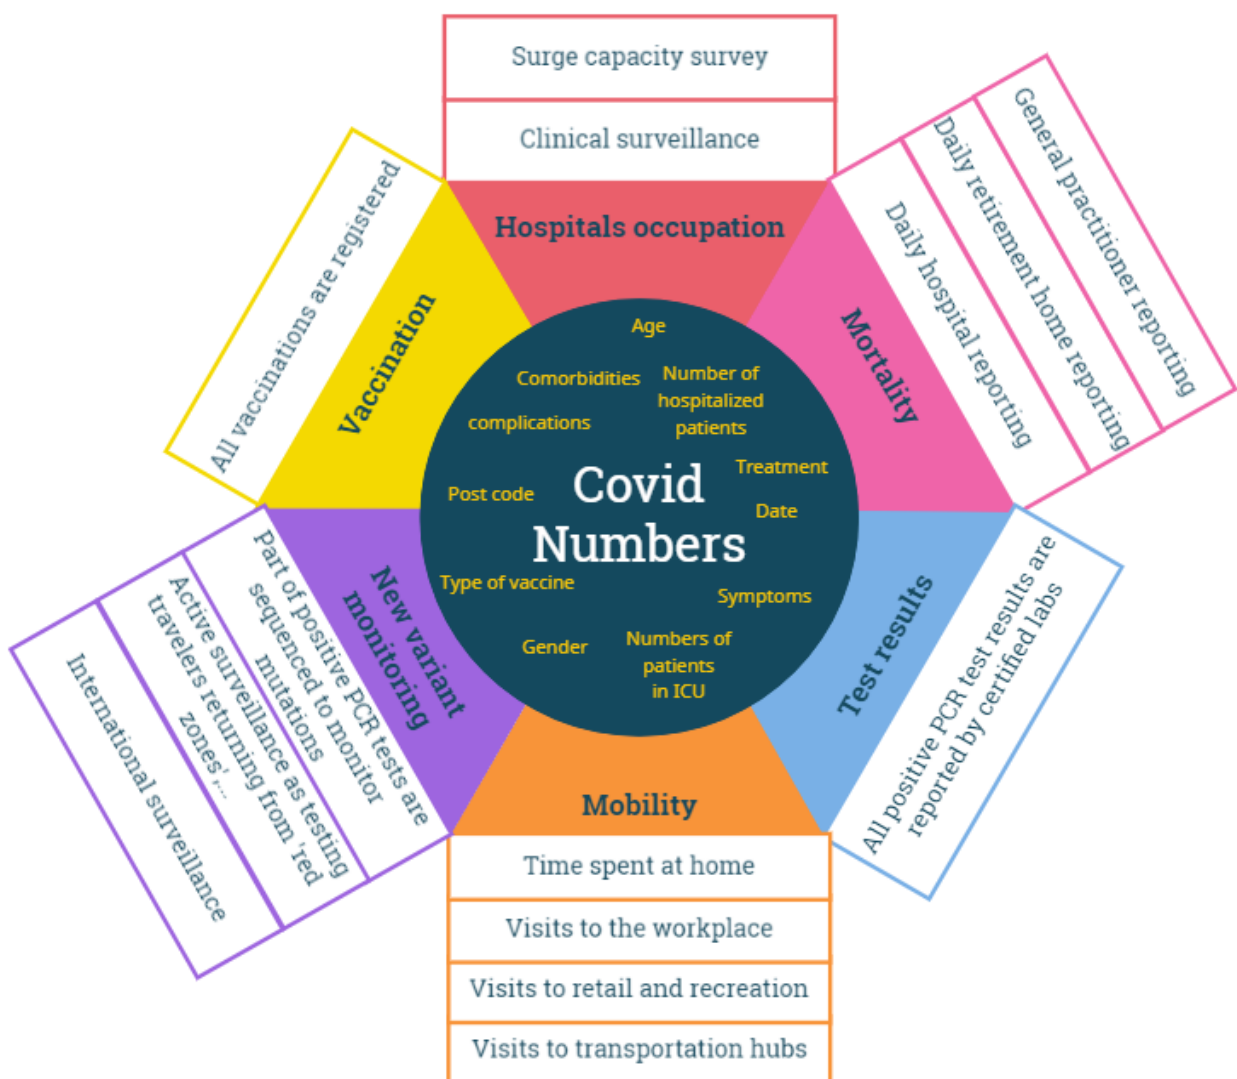 Surge capacity survey
Clinical surveillance
Hospitals occupation
General practitioner reporting
Daily retirement home reporting
Daily hospital reporting
Mortality
All vaccinations are registered
Vaccination
Age
Comorbidities
Number of
hospitalized
patients
complications
Treatment
Post code
Covid
Numbers
Date
Type of vaccine
Symptoms
Gender
Numbers of
patients
in ICU
Test results
All positive PCR test results are
reported by certified labs
New variant
monitoring
Part of positive PCR tests are
sequenced to monitor
mutations
Active surveillance as testing
travelers returning from 'red
zones',...
International surveillance
Mobility
Time spent at home
Visits to the workplace
Visits to retail and recreation
Visits to transportation hubs